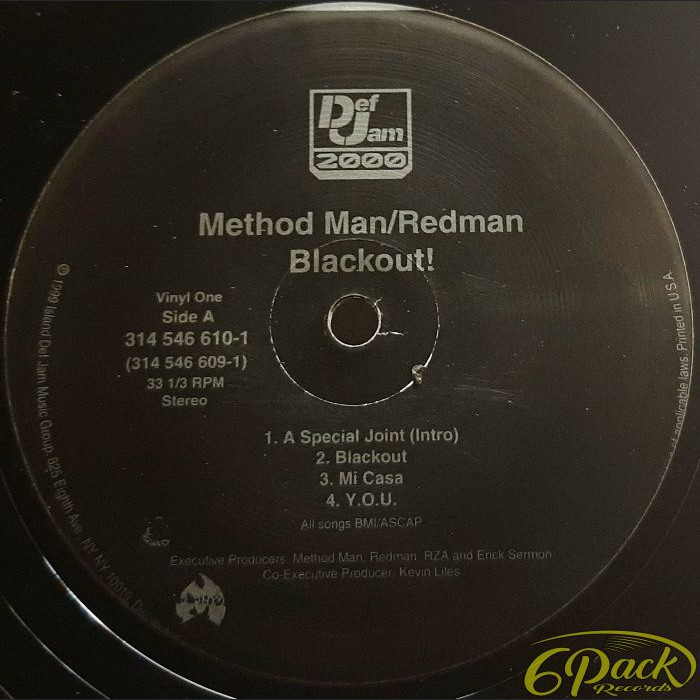 Def
Jam
2000
Method Man/Redman
Blackout!
Vinyl One
Side A
314 546 610-1
(314 546 609-1)
33 1/3 RPM
Stereo
1. A Special Joint (Intro)
2. Blackout
3. Mi Casa
4. Y.O.U.
All songs BMI/ASCAP
Executive Producers: Method Man, Redman, RZA and Erick Sermon
Co-Executive Producer: Kevin Liles
© 1999 Island Def Jam Music Group, 825 Eighth Ave., NY NY 10019.
of applicable laws. Printed in U.S.A.
6Pack
Records